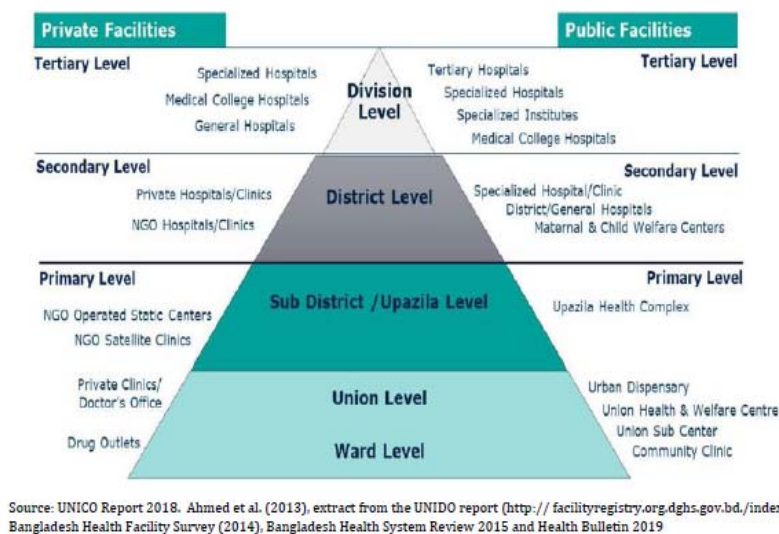 Private Facilities
Public Facilities
Tertiary Level
Specialized Hospitals
Medical College Hospitals
General Hospitals
Division
Level
Tertiary Level
Tertiary Hospitals
Specialized Hospitals
Specialized Institutes
Medical College Hospitals
Secondary Level
Private Hospitals/Clinics
NGO Hospitals/Clinics
District Level
Secondary Level
Specialized Hospital/Clinic
District/General Hospitals
Maternal & Child Welfare Centers
Primary Level
NGO Operated Static Centers
NGO Satellite Clinics
Sub District /Upazila Level
Primary Level
Upazila Health Complex
Private Clinics/
Doctor's Office
Drug Outlets
Union Level
Ward Level
Urban Dispensary
Union Health & Welfare Centre
Union Sub Center
Community Clinic
Source: UNICO Report 2018. Ahmed et al. (2013), extract from the UNIDO report (http:// facilityregistry.org.dghs.gov.bd./index
Bangladesh Health Facility Survey (2014), Bangladesh Health System Review 2015 and Health Bulletin 2019